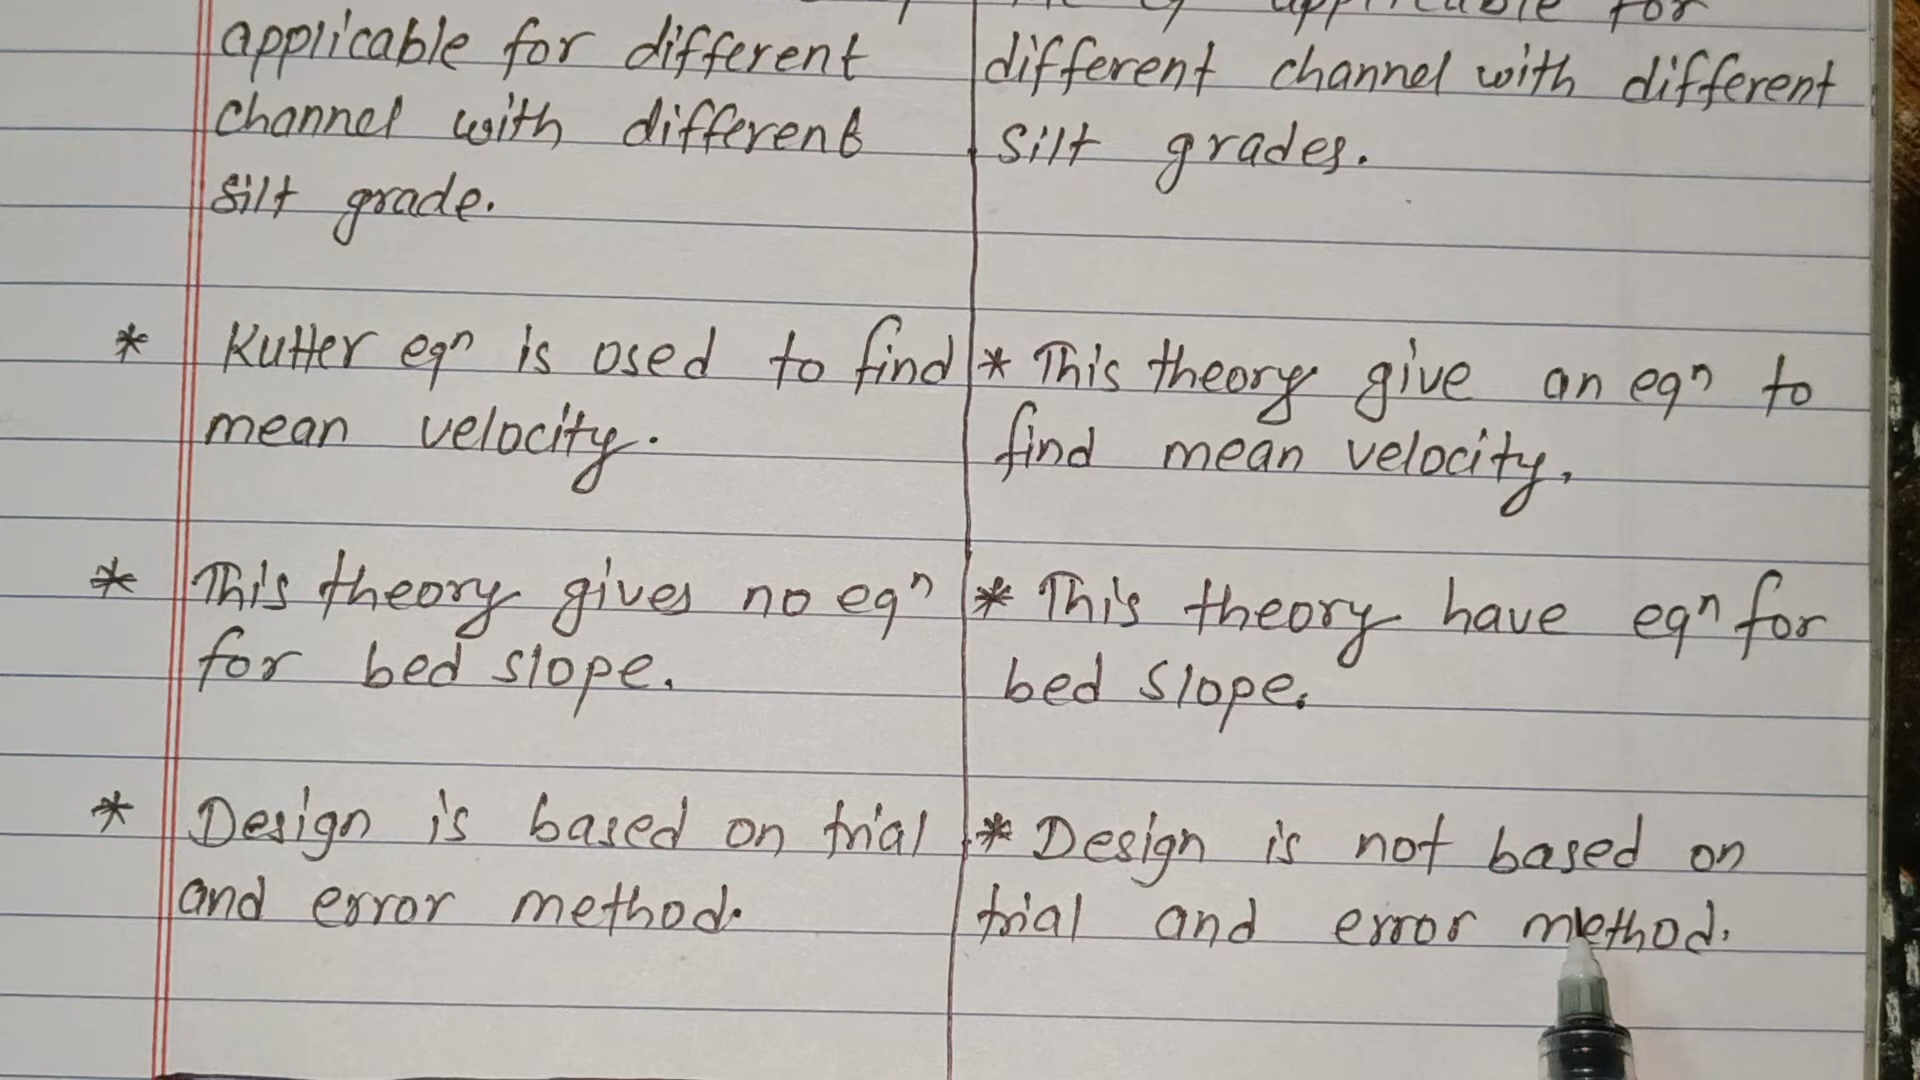 applicable for
applicable for different
channel with different
silt grade.
different channel with different
silt grades.
* Kutter eqⁿ is used to find
mean velocity.
* This theory give an eqⁿ to
find mean velocity.
* This theory gives no eqⁿ
for bed slope.
* This theory have eqⁿ for
bed slope.
* Design is based on trial
and error method.
* Design is not based on
trial and error method.